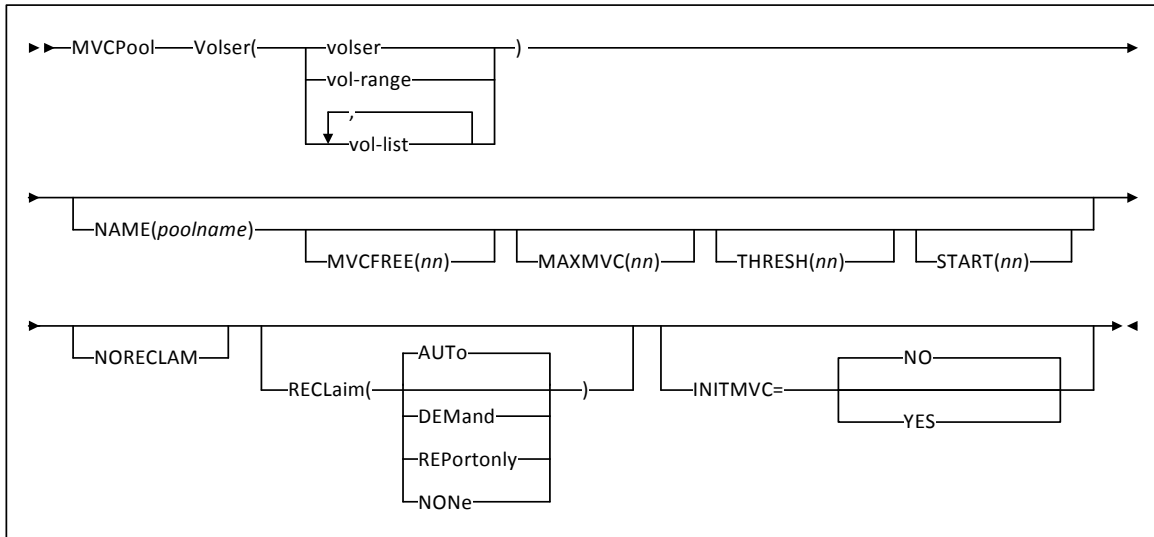 MVCPool Volser( volser )
vol-range
,
vol-list
NAME(poolname)
MVCFREE(nn) MAXMVC(nn) THRESH(nn) START(nn)
NORECLAM
RECLaim( AUTo )
DEMand
REPortonly
NONe
INITMVC= NO
YES